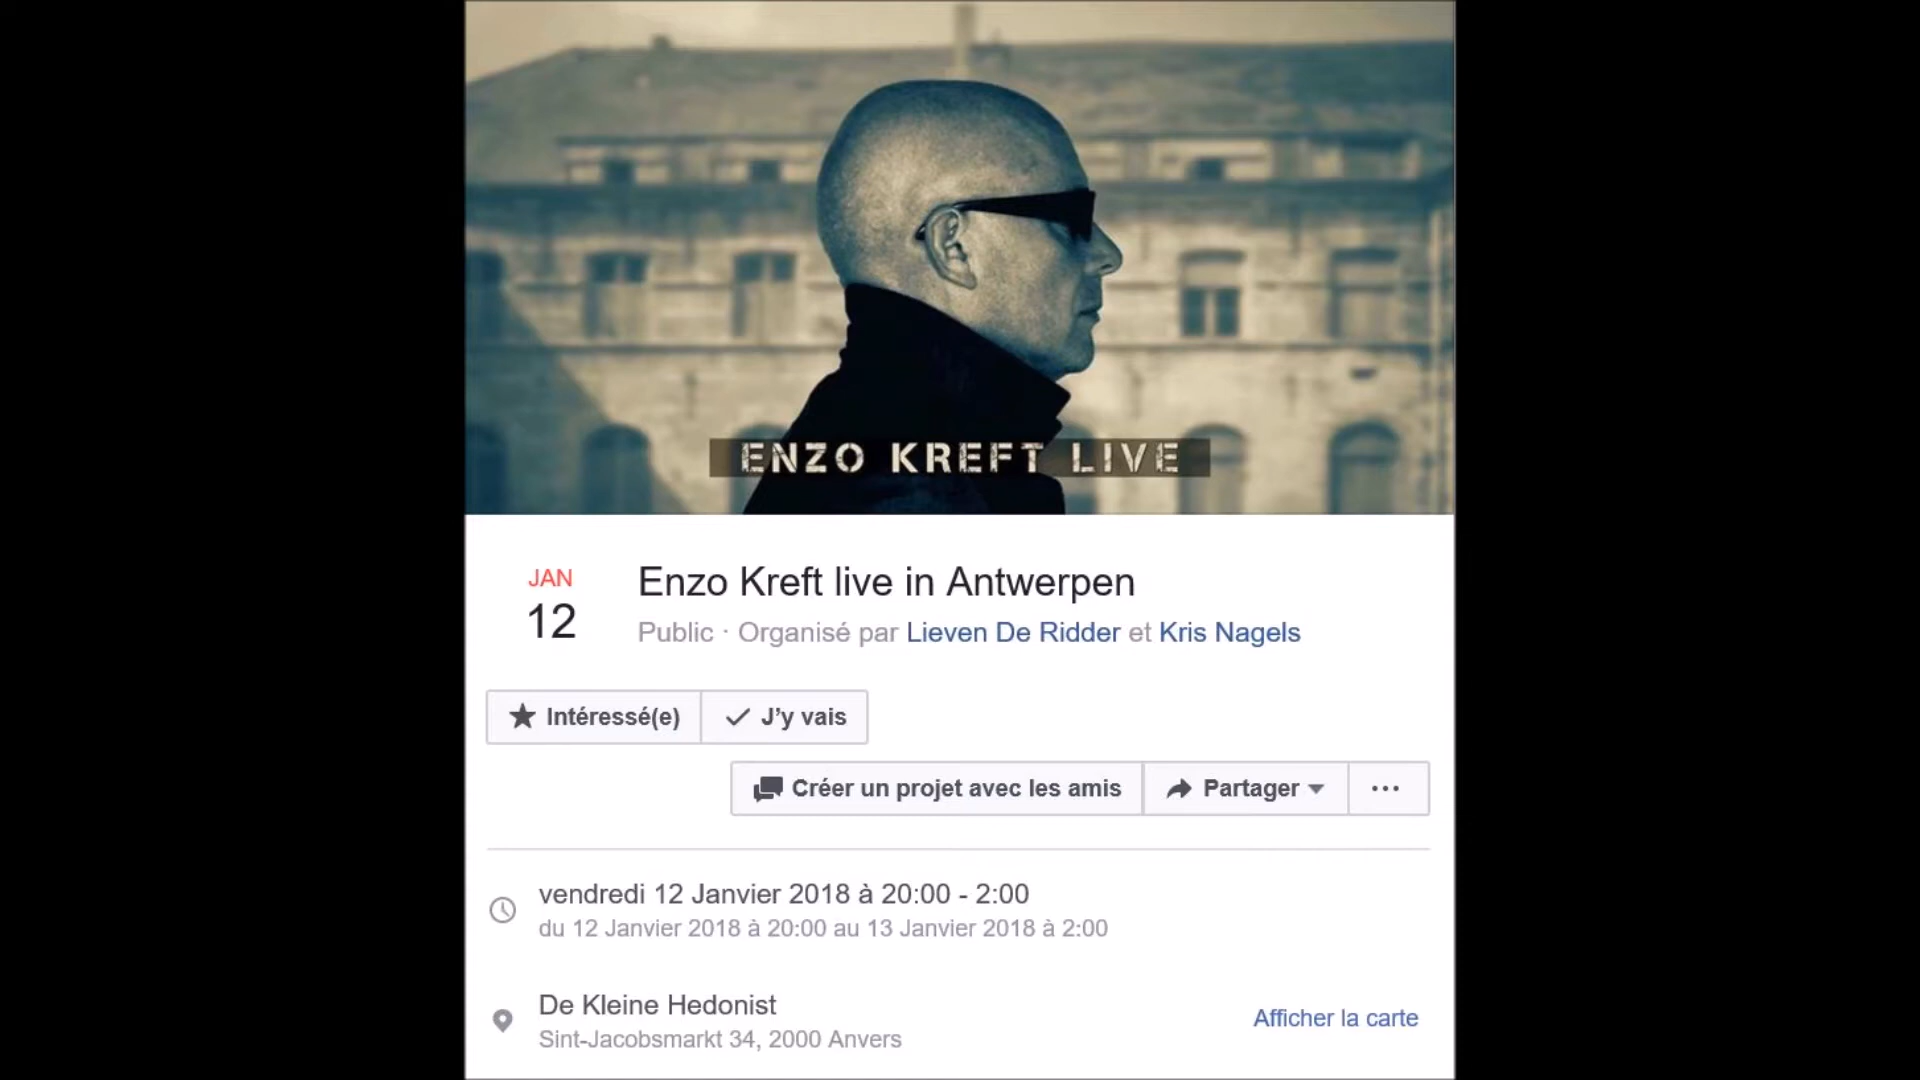 ENZO KREFT LIVE
JAN
12
Enzo Kreft live in Antwerpen
Public · Organisé par Lieven De Ridder et Kris Nagels
Intéressé(e)
J’y vais
Créer un projet avec les amis
Partager
vendredi 12 Janvier 2018 à 20:00 - 2:00
du 12 Janvier 2018 à 20:00 au 13 Janvier 2018 à 2:00
De Kleine Hedonist
Sint-Jacobsmarkt 34, 2000 Anvers
Afficher la carte